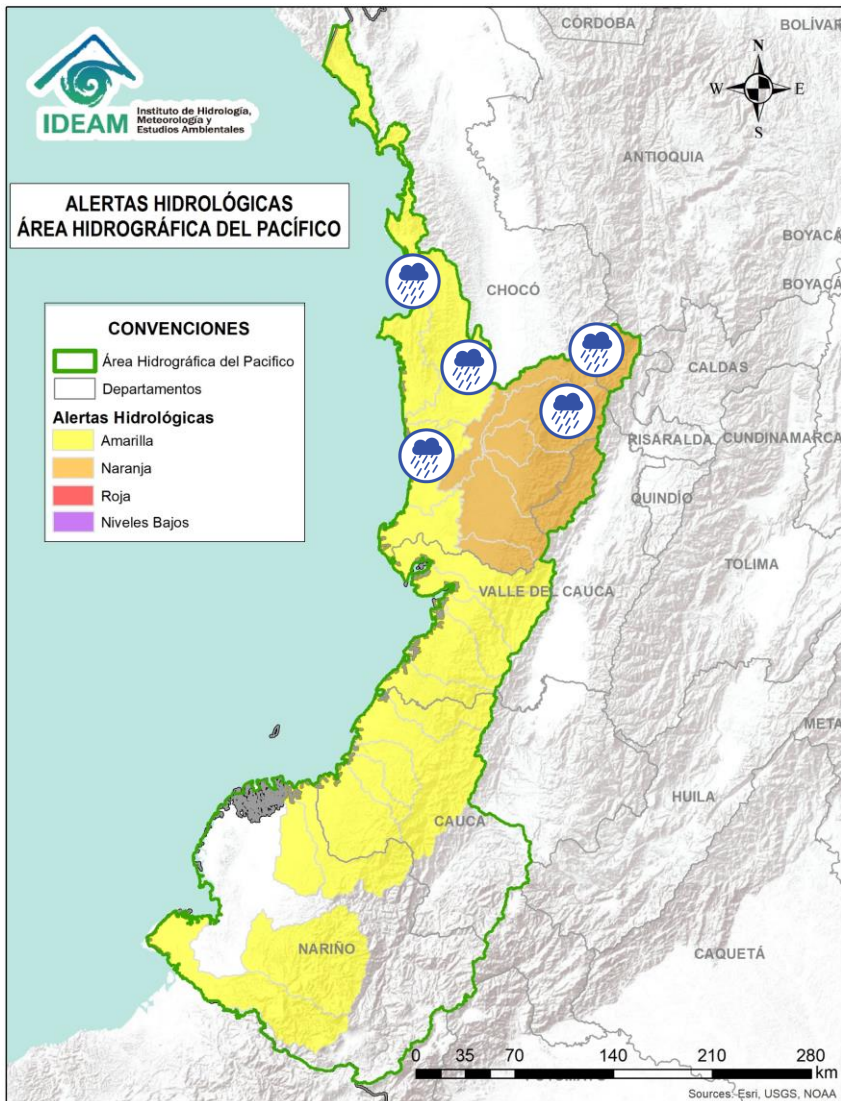 CÓRDOBA
BOLÍVAR
N
W E
S
IDEAM
Instituto de Hidrología,
Meteorología y
Estudios Ambientales
ANTIOQUIA
ALERTAS HIDROLÓGICAS
ÁREA HIDROGRÁFICA DEL PACÍFICO
BOYACÁ
BOYACÁ
CHOCÓ
CONVENCIONES
Área Hidrográfica del Pacifico
Departamentos
Alertas Hidrológicas
Amarilla
Naranja
Roja
Niveles Bajos
CALDAS
RISARALDA
CUNDINAMARCA
QUINDÍO
TOLIMA
VALLE DEL CAUCA
META
HUILA
CAUCA
NARIÑO
CAQUETÁ
0 35 70 140 210 280
km
Sources: Esri, USGS, NOAA